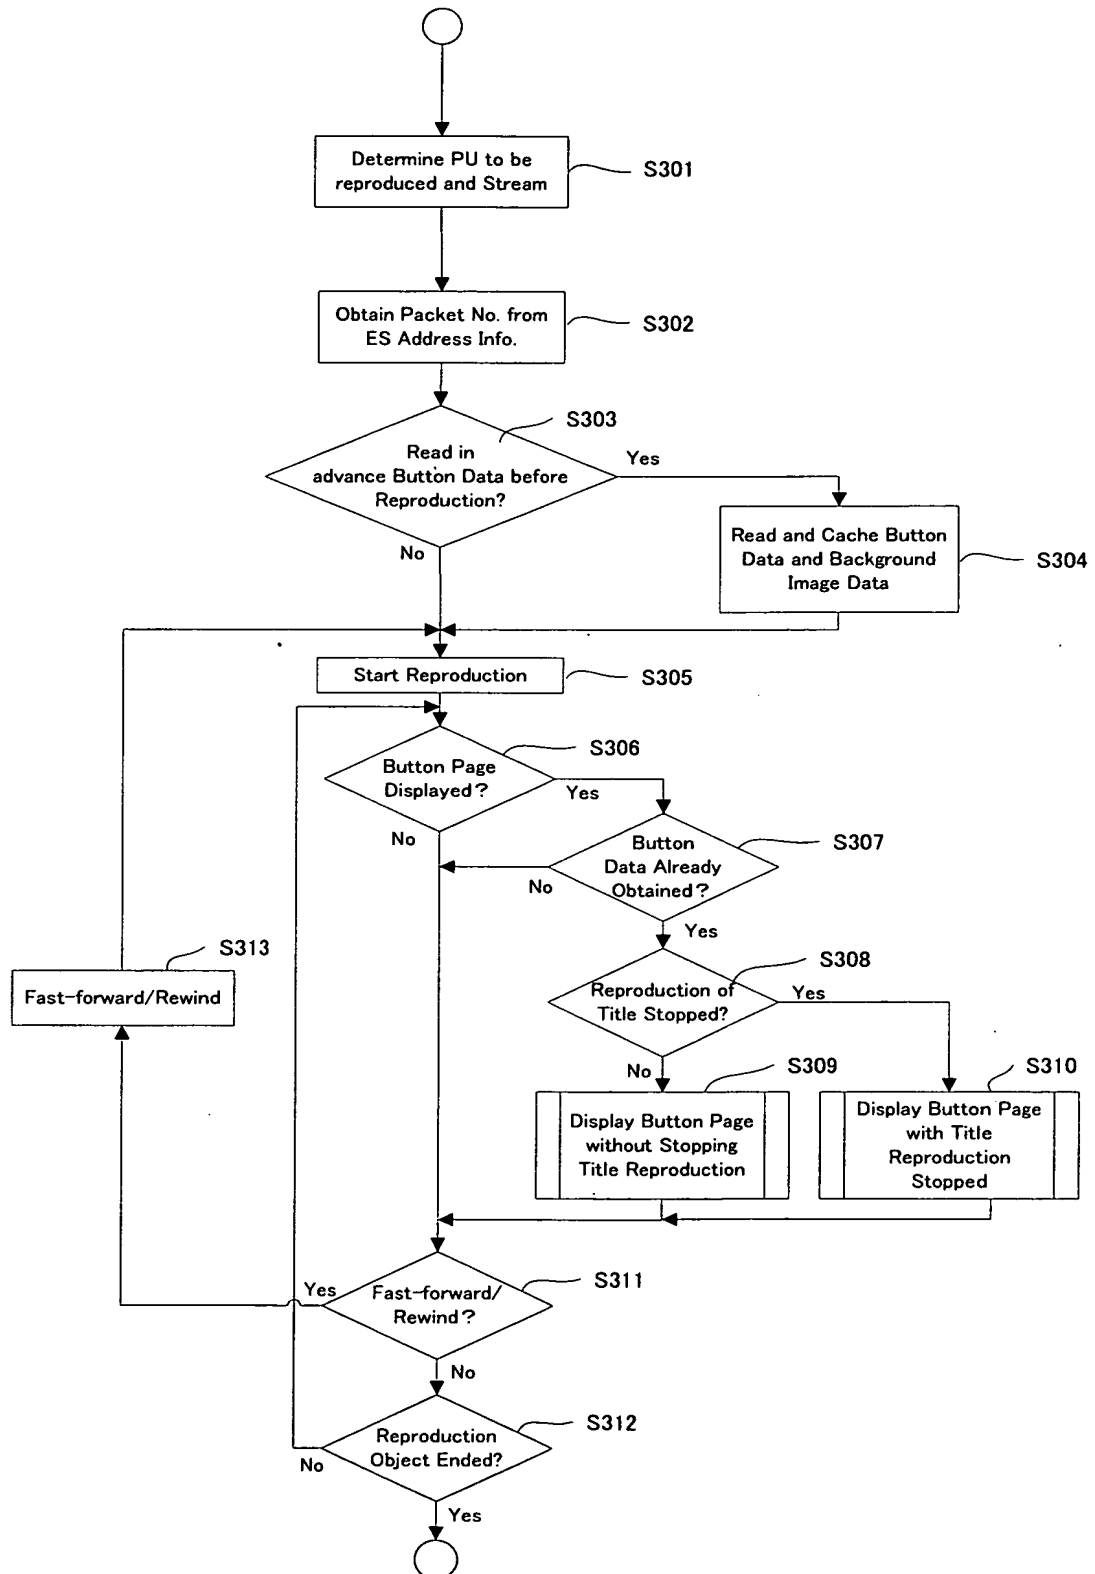 Determine PU to be
reproduced and Stream
S301
Obtain Packet No. from
ES Address Info.
S302
S303
Read in
advance Button Data before
Reproduction?
Yes
No
Read and Cache Button
Data and Background
Image Data
S304
Start Reproduction
S305
S306
Button Page
Displayed?
Yes
No
S307
Button
Data Already
Obtained?
No
Yes
S313
Fast-forward/Rewind
S308
Reproduction of
Title Stopped?
Yes
No
S309
Display Button Page
without Stopping
Title Reproduction
S310
Display Button Page
with Title
Reproduction
Stopped
S311
Fast-forward/
Rewind?
Yes
No
S312
Reproduction
Object Ended?
No
Yes